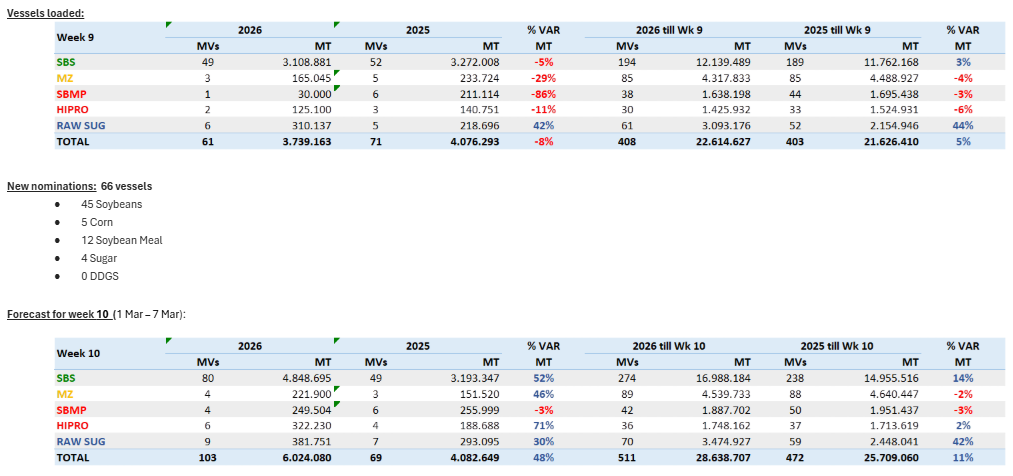 Vessels loaded:
Week 9 2026 2025 % VAR 2026 till Wk 9 2025 till Wk 9 % VAR
MVs MT MVs MT MT MVs MT MVs MT MT
SBS 49 3.108.881 52 3.272.008 -5% 194 12.139.489 189 11.762.168 3%
MZ 3 165.045 5 233.724 -29% 85 4.317.833 85 4.488.927 -4%
SBMP 1 30.000 6 211.114 -86% 38 1.638.198 44 1.695.438 -3%
HIPRO 2 125.100 3 140.751 -11% 30 1.425.932 33 1.524.931 -6%
RAW SUG 6 310.137 5 218.696 42% 61 3.093.176 52 2.154.946 44%
TOTAL 61 3.739.163 71 4.076.293 -8% 408 22.614.627 403 21.626.410 5%
New nominations: 66 vessels
• 45 Soybeans
• 5 Corn
• 12 Soybean Meal
• 4 Sugar
• 0 DDGS
Forecast for week 10 (1 Mar – 7 Mar):
Week 10 2026 2025 % VAR 2026 till Wk 10 2025 till Wk 10 % VAR
MVs MT MVs MT MT MVs MT MVs MT MT
SBS 80 4.848.695 49 3.193.347 52% 274 16.988.184 238 14.955.516 14%
MZ 4 221.900 3 151.520 46% 89 4.539.733 88 4.640.447 -2%
SBMP 4 249.504 6 255.999 -3% 42 1.887.702 50 1.951.437 -3%
HIPRO 6 322.230 4 188.688 71% 36 1.748.162 37 1.713.619 2%
RAW SUG 9 381.751 7 293.095 30% 70 3.474.927 59 2.448.041 42%
TOTAL 103 6.024.080 69 4.082.649 48% 511 28.638.707 472 25.709.060 11%